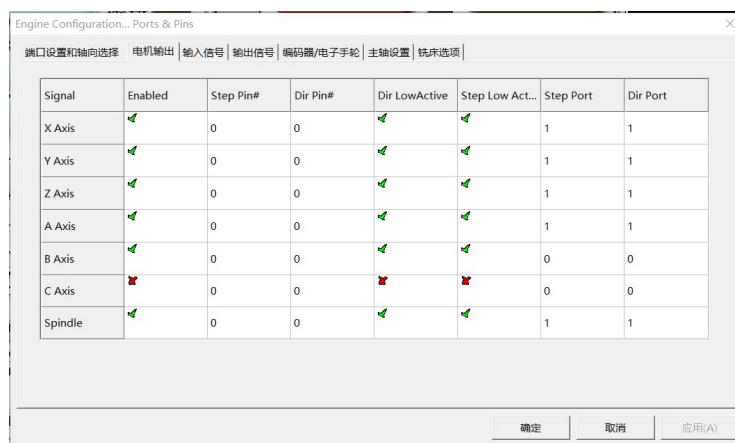 Engine Configuration... Ports & Pins
端口设置和轴向选择 电机输出 输入信号 输出信号 编码器/电子手轮 主轴设置 铣床选项
Signal Enabled Step Pin# Dir Pin# Dir LowActive Step Low Act... Step Port Dir Port
X Axis 0 0 1 1
Y Axis 0 0 1 1
Z Axis 0 0 1 1
A Axis 0 0 1 1
B Axis 0 0 0 0
C Axis 0 0 0 0
Spindle 0 0 1 1
确定 取消 应用(A)